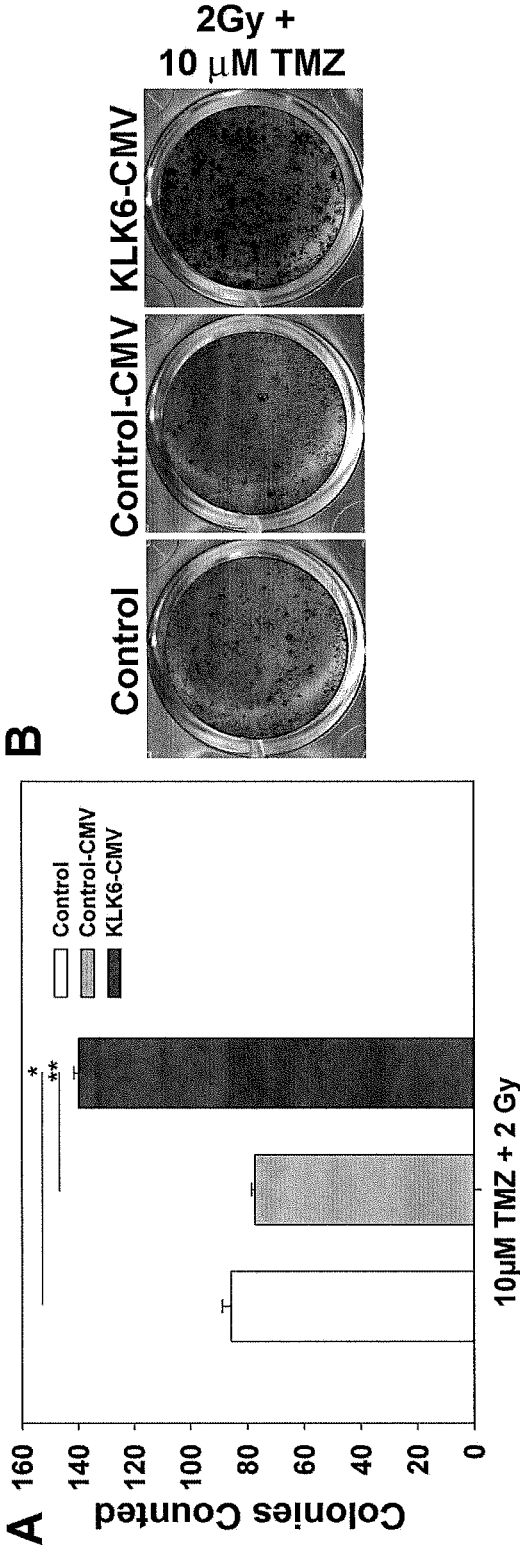 A
Colonies Counted
160
140
120
100
80
60
40
20
0
*
**
Control
Control-CMV
KLK6-CMV
10µM TMZ + 2 Gy
B
Control
Control-CMV
KLK6-CMV
2Gy +
10 µM TMZ